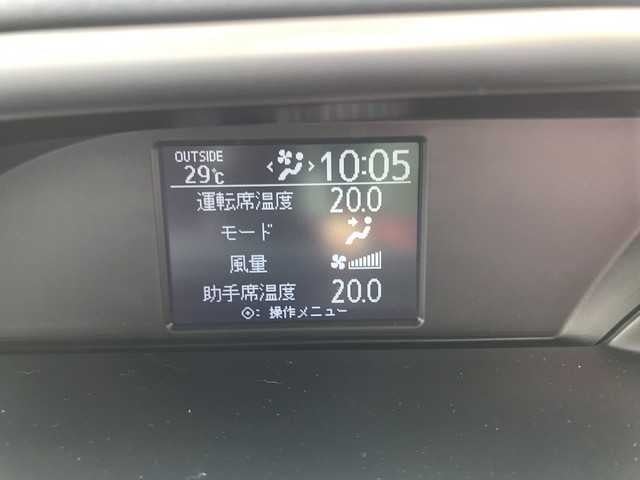 OUTSIDE
29℃
10:05
運転席温度 20.0
モード
風量
助手席温度 20.0
: 操作メニュー